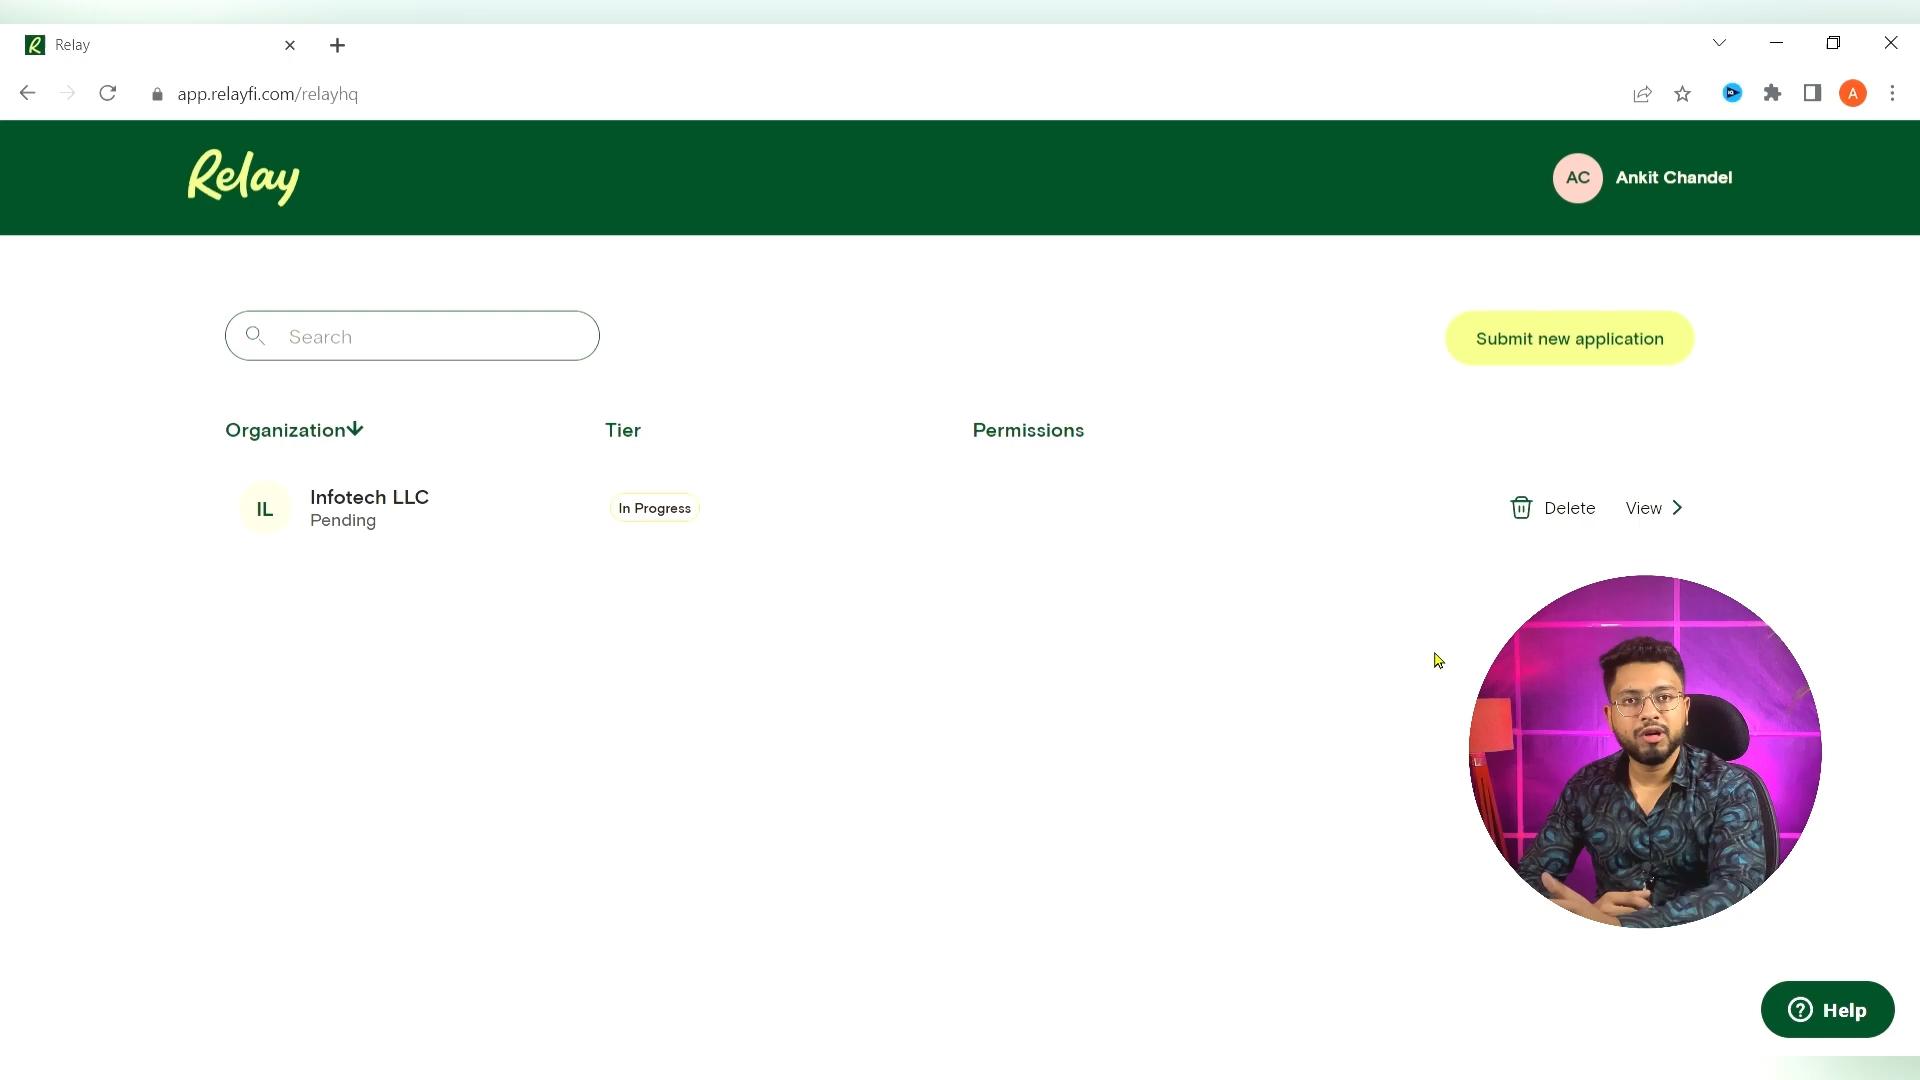 Relay
app.relayfi.com/relayhq
A
Relay
AC
Ankit Chandel
Search
Submit new application
Organization
Tier
Permissions
IL
Infotech LLC
Pending
In Progress
Delete
View
Help